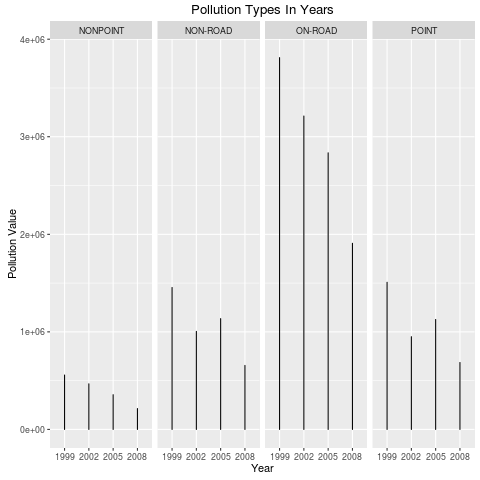 Pollution Types In Years
NONPOINT NON-ROAD ON-ROAD POINT
4e+06
3e+06
2e+06
1e+06
0e+00
Pollution Value
1999 2002 2005 2008 1999 2002 2005 2008 1999 2002 2005 2008 1999 2002 2005 2008
Year